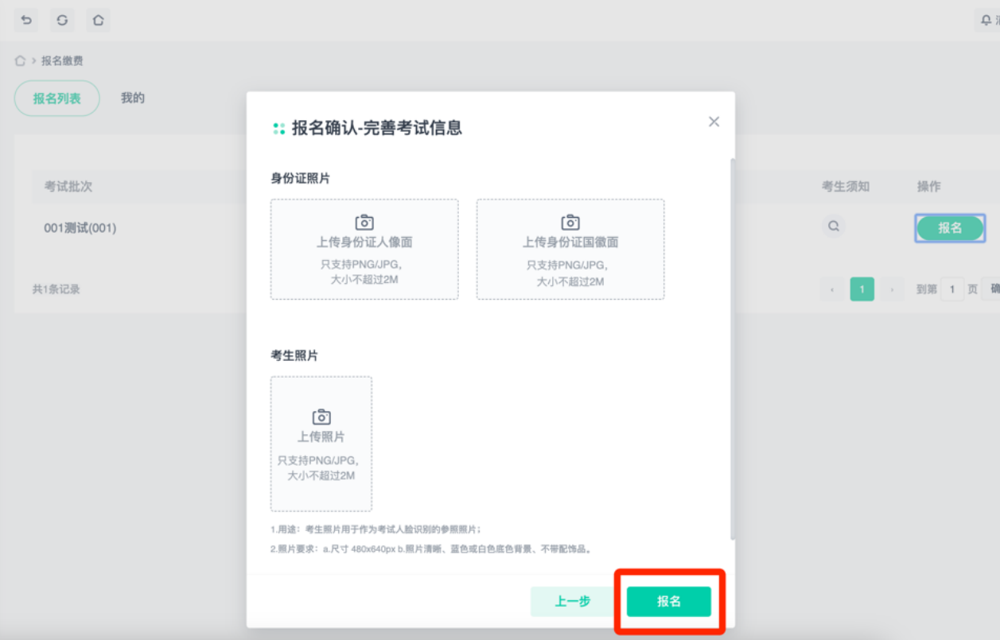 报名缴费
报名列表
我的
报名确认-完善考试信息
身份证照片
考试批次
考生须知
操作
001测试(001)
报名
上传身份证人像面
只支持PNG/JPG，
大小不超过2M
上传身份证国徽面
只支持PNG/JPG，
大小不超过2M
共1条记录
1
到第
1
页
确
考生照片
上传照片
只支持PNG/JPG，
大小不超过2M
1.用途：考生照片用于作为考试人脸识别的参照照片；
2.照片要求：a.尺寸 480x640px b.照片清晰、蓝色或白色底色背景、不带配饰品。
上一步
报名